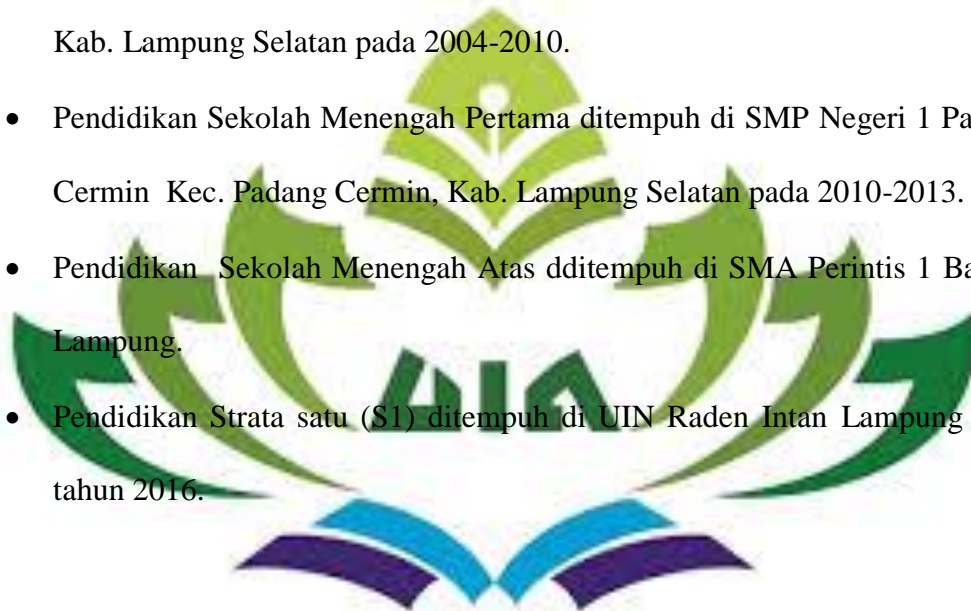 Kab. Lampung Selatan pada 2004-2010.
• Pendidikan Sekolah Menengah Pertama ditempuh di SMP Negeri 1 Pa
Cermin Kec. Padang Cermin, Kab. Lampung Selatan pada 2010-2013.
• Pendidikan Sekolah Menengah Atas dditempuh di SMA Perintis 1 Ba
Lampung.
• Pendidikan Strata satu (S1) ditempuh di UIN Raden Intan Lampung
tahun 2016.
UIN